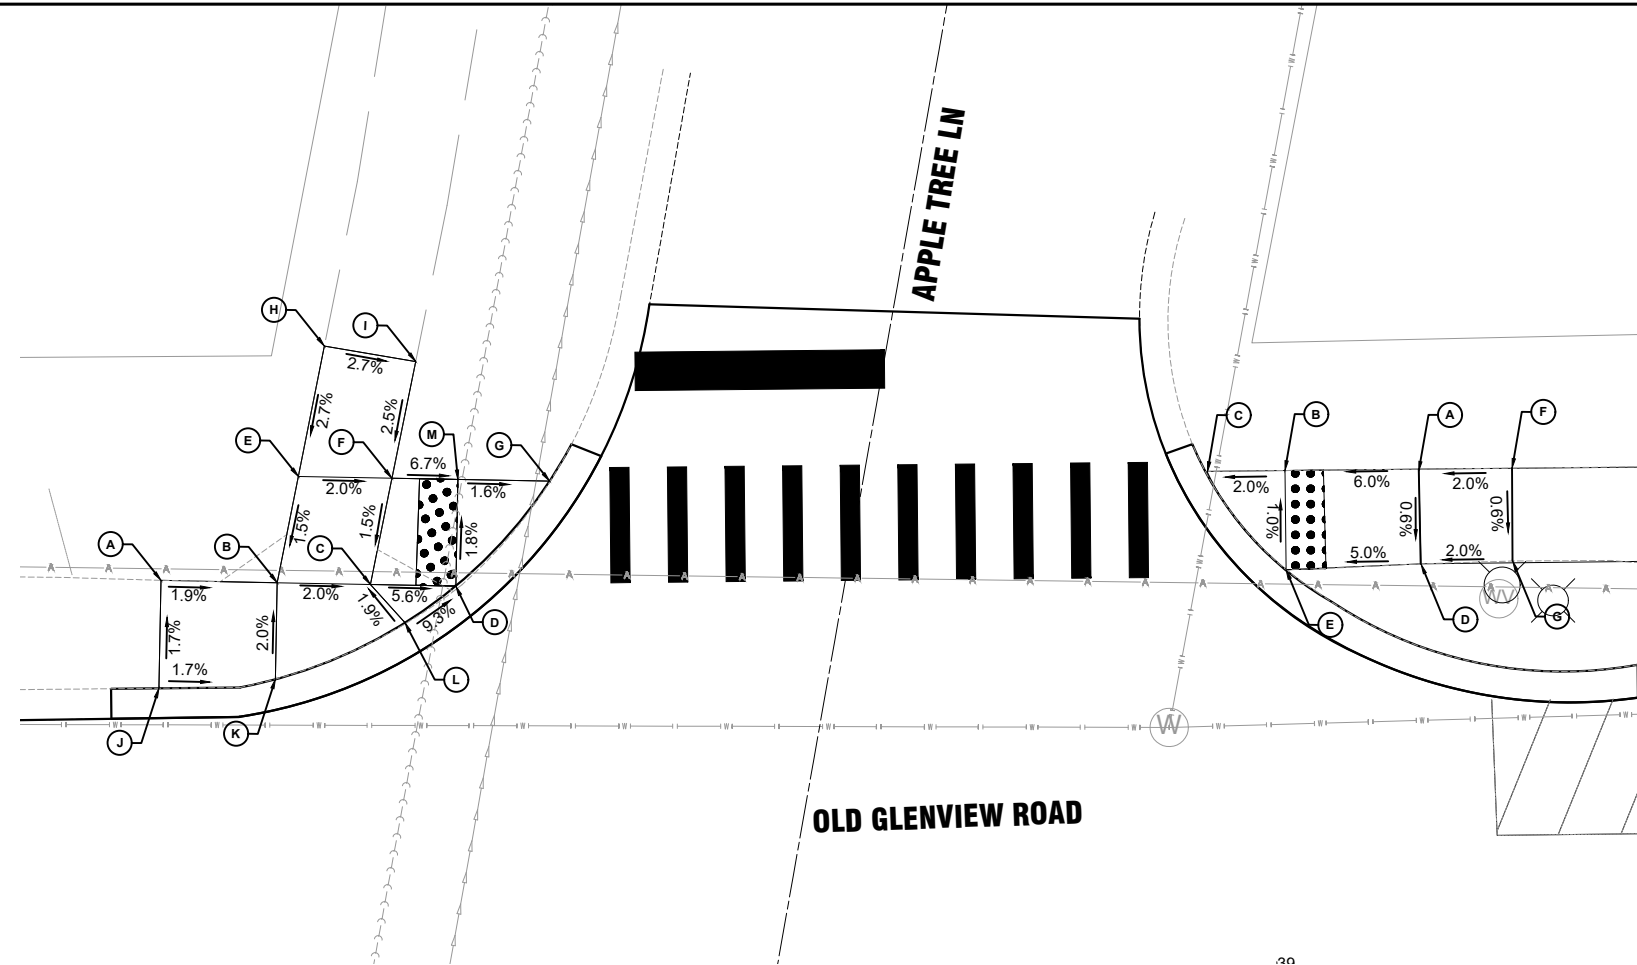 APPLE TREE LN
H
I
2.7%
2.7%
2.5%
E
F
M
G
6.7%
2.0%
1.6%
1.5%
1.5%
1.8%
A
B
C
1.9%
2.0%
5.6%
1.9%
9.3%
D
1.7%
2.0%
1.7%
L
J
K
C
B
A
F
2.0%
6.0%
2.0%
1.0%
0.6%
0.6%
5.0%
2.0%
E
D
G
A A A A A A A A A A A A A A A A A A A A A A A A A A A A
W
W
W
W
W
W
W W W W W W W W W W W W W W W
WV
W
OLD GLENVIEW ROAD
39